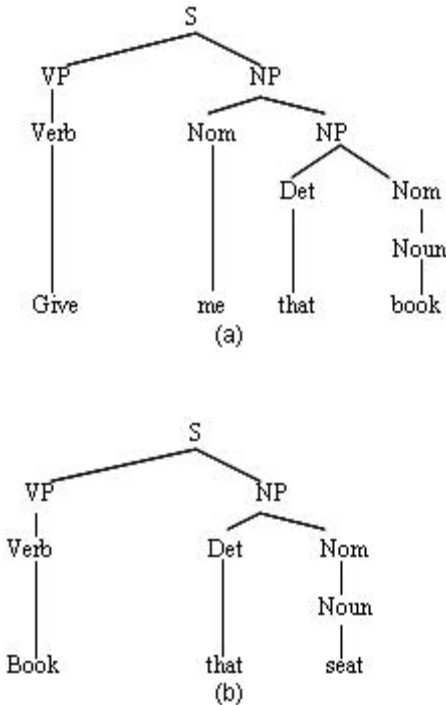 S
VP NP
Verb Nom NP
Det Nom
Noun
Give me that book
(a)
S
VP NP
Verb Det Nom
Noun
Book that seat
(b)